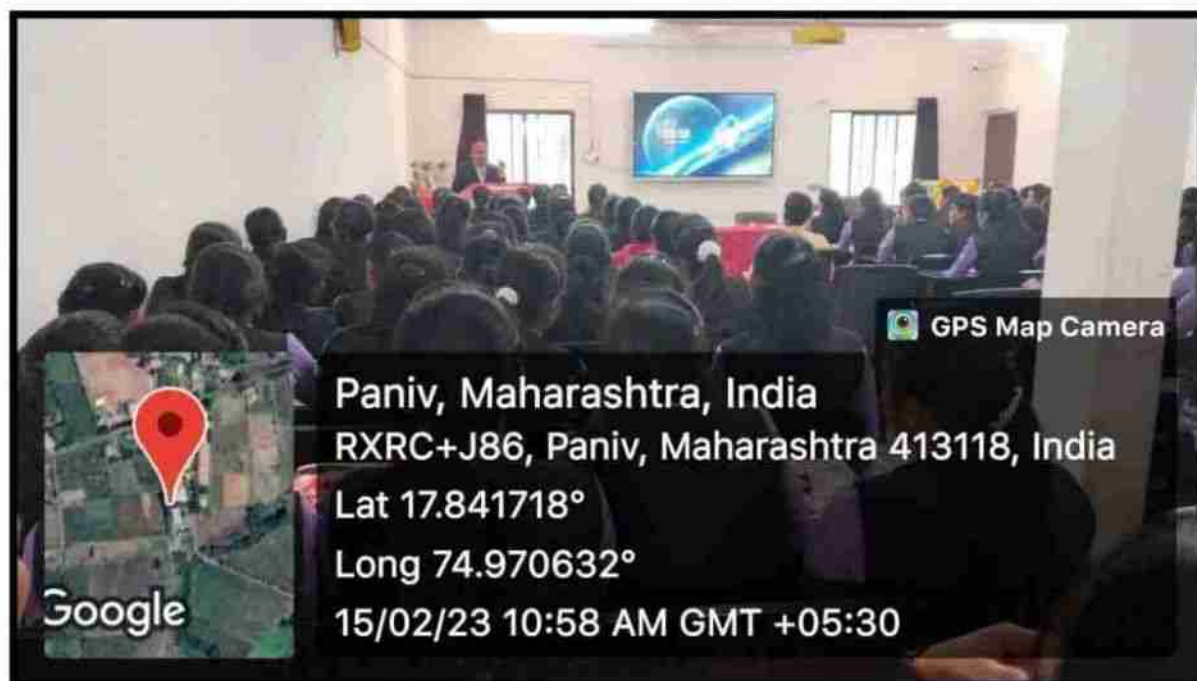 GPS Map Camera
Paniv, Maharashtra, India
RXRC+J86, Paniv, Maharashtra 413118, India
Lat 17.841718°
Long 74.970632°
15/02/23 10:58 AM GMT +05:30
Google